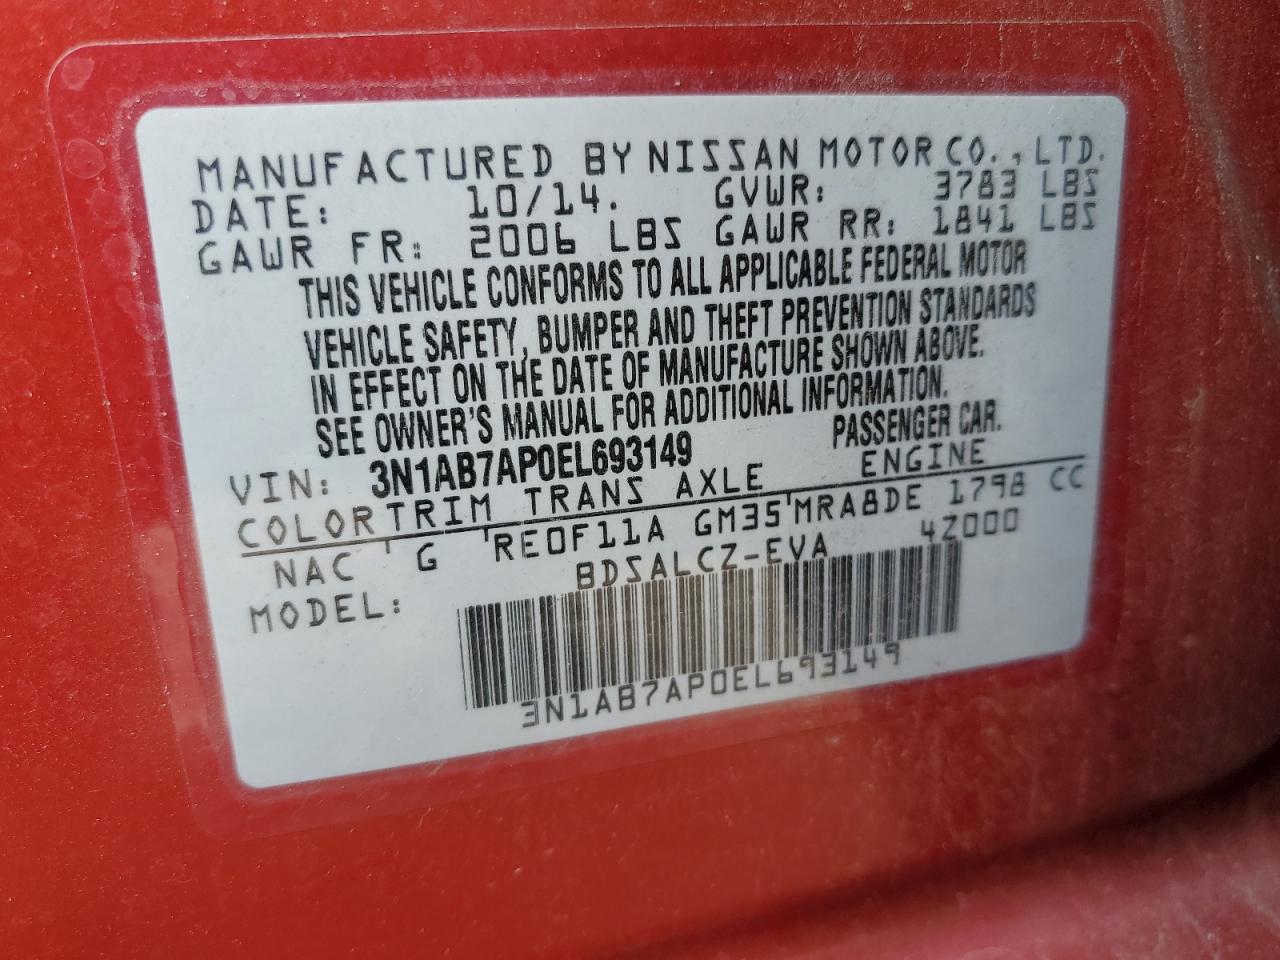 MANUFACTURED BY NISSAN MOTOR CO., LTD.
DATE: 10/14. GVWR: 3783 LBS
GAWR FR: 2006 LBS GAWR RR: 1841 LBS
THIS VEHICLE CONFORMS TO ALL APPLICABLE FEDERAL MOTOR
VEHICLE SAFETY, BUMPER AND THEFT PREVENTION STANDARDS
IN EFFECT ON THE DATE OF MANUFACTURE SHOWN ABOVE.
SEE OWNER'S MANUAL FOR ADDITIONAL INFORMATION.
VIN: 3N1AB7AP0EL693149 PASSENGER CAR.
COLOR TRIM TRANS AXLE ENGINE
NAC G RE0F11A GM35 MRA8DE 1798 CC
MODEL: BDSALCZ-EVA 4Z000
3N1AB7AP0EL693149